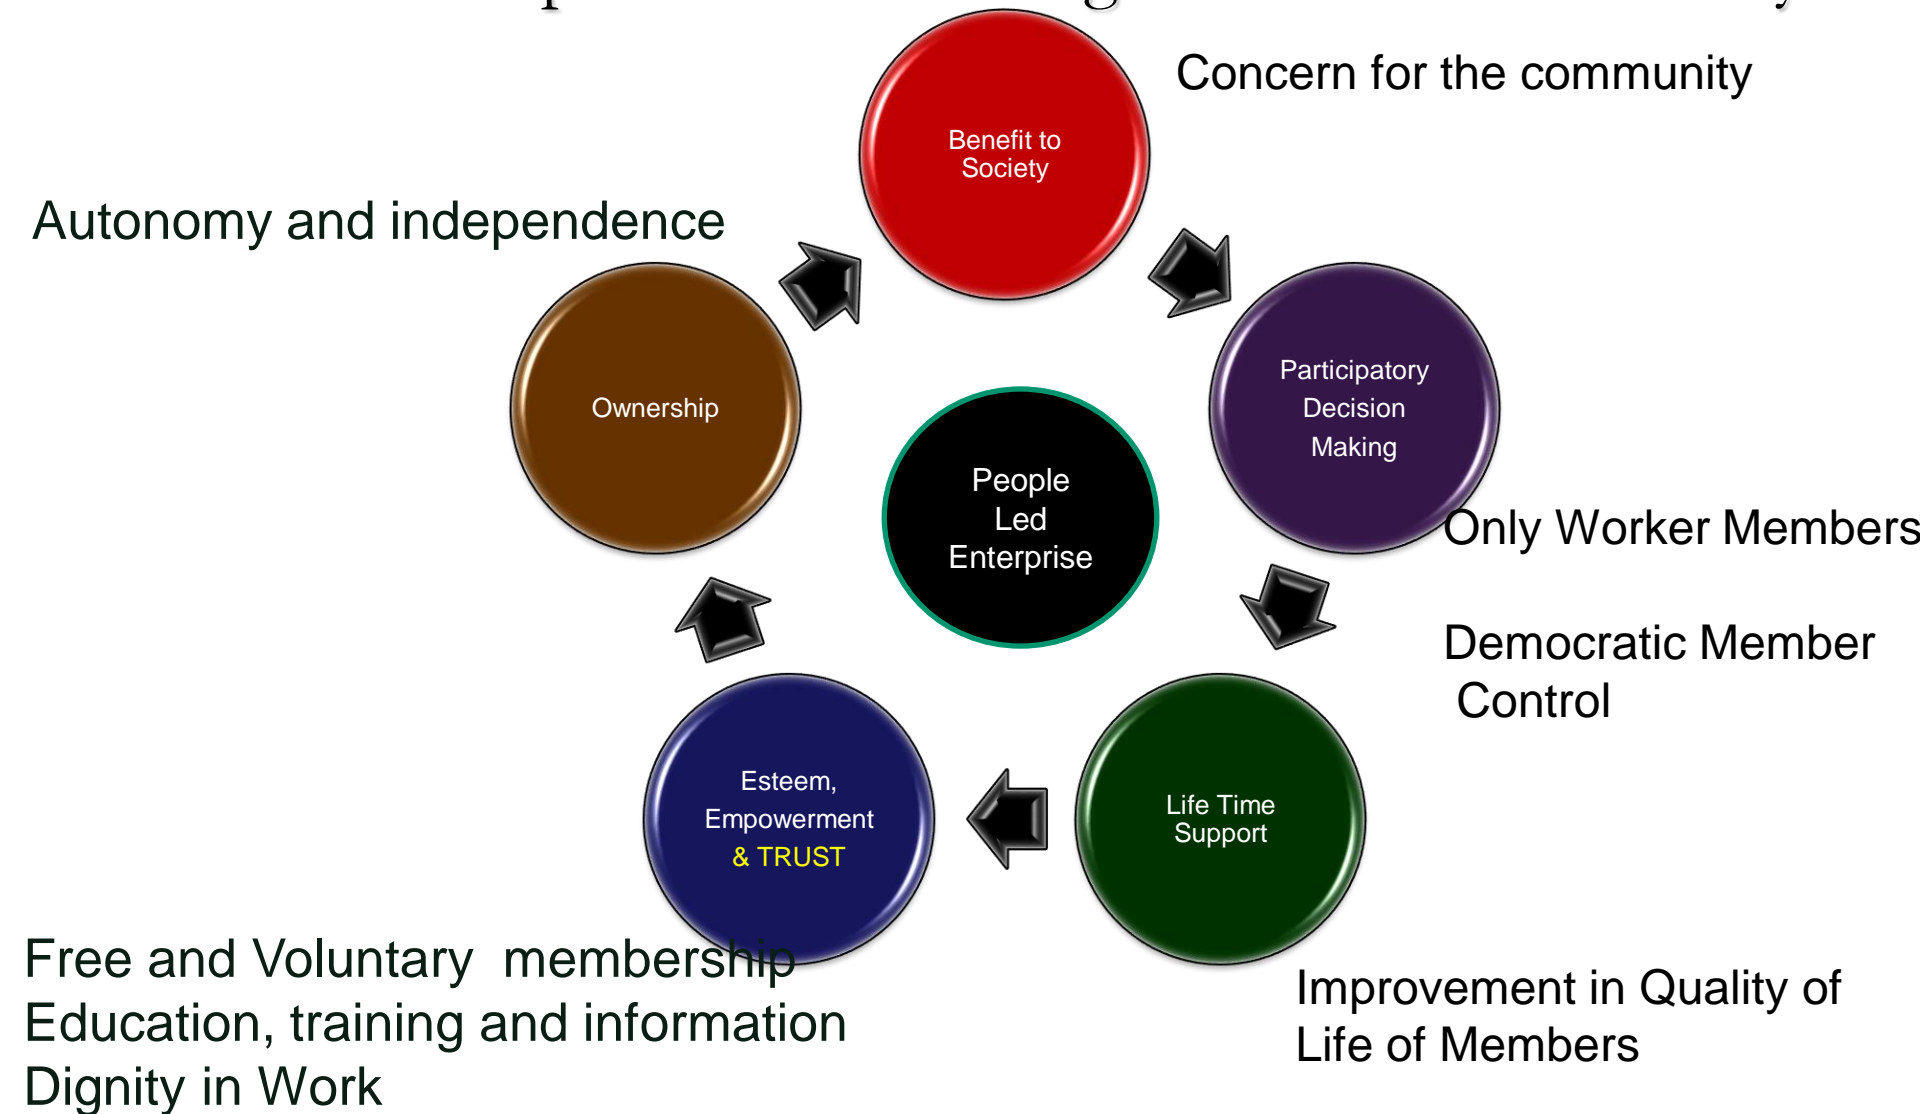 Concern for the community
Benefit to
Society
Autonomy and independence
Participatory
Decision
Making
Ownership
People
Led
Enterprise
Only Worker Members
Democratic Member
Control
Esteem,
Empowerment
& TRUST
Life Time
Support
Free and Voluntary membership
Education, training and information
Dignity in Work
Improvement in Quality of
Life of Members